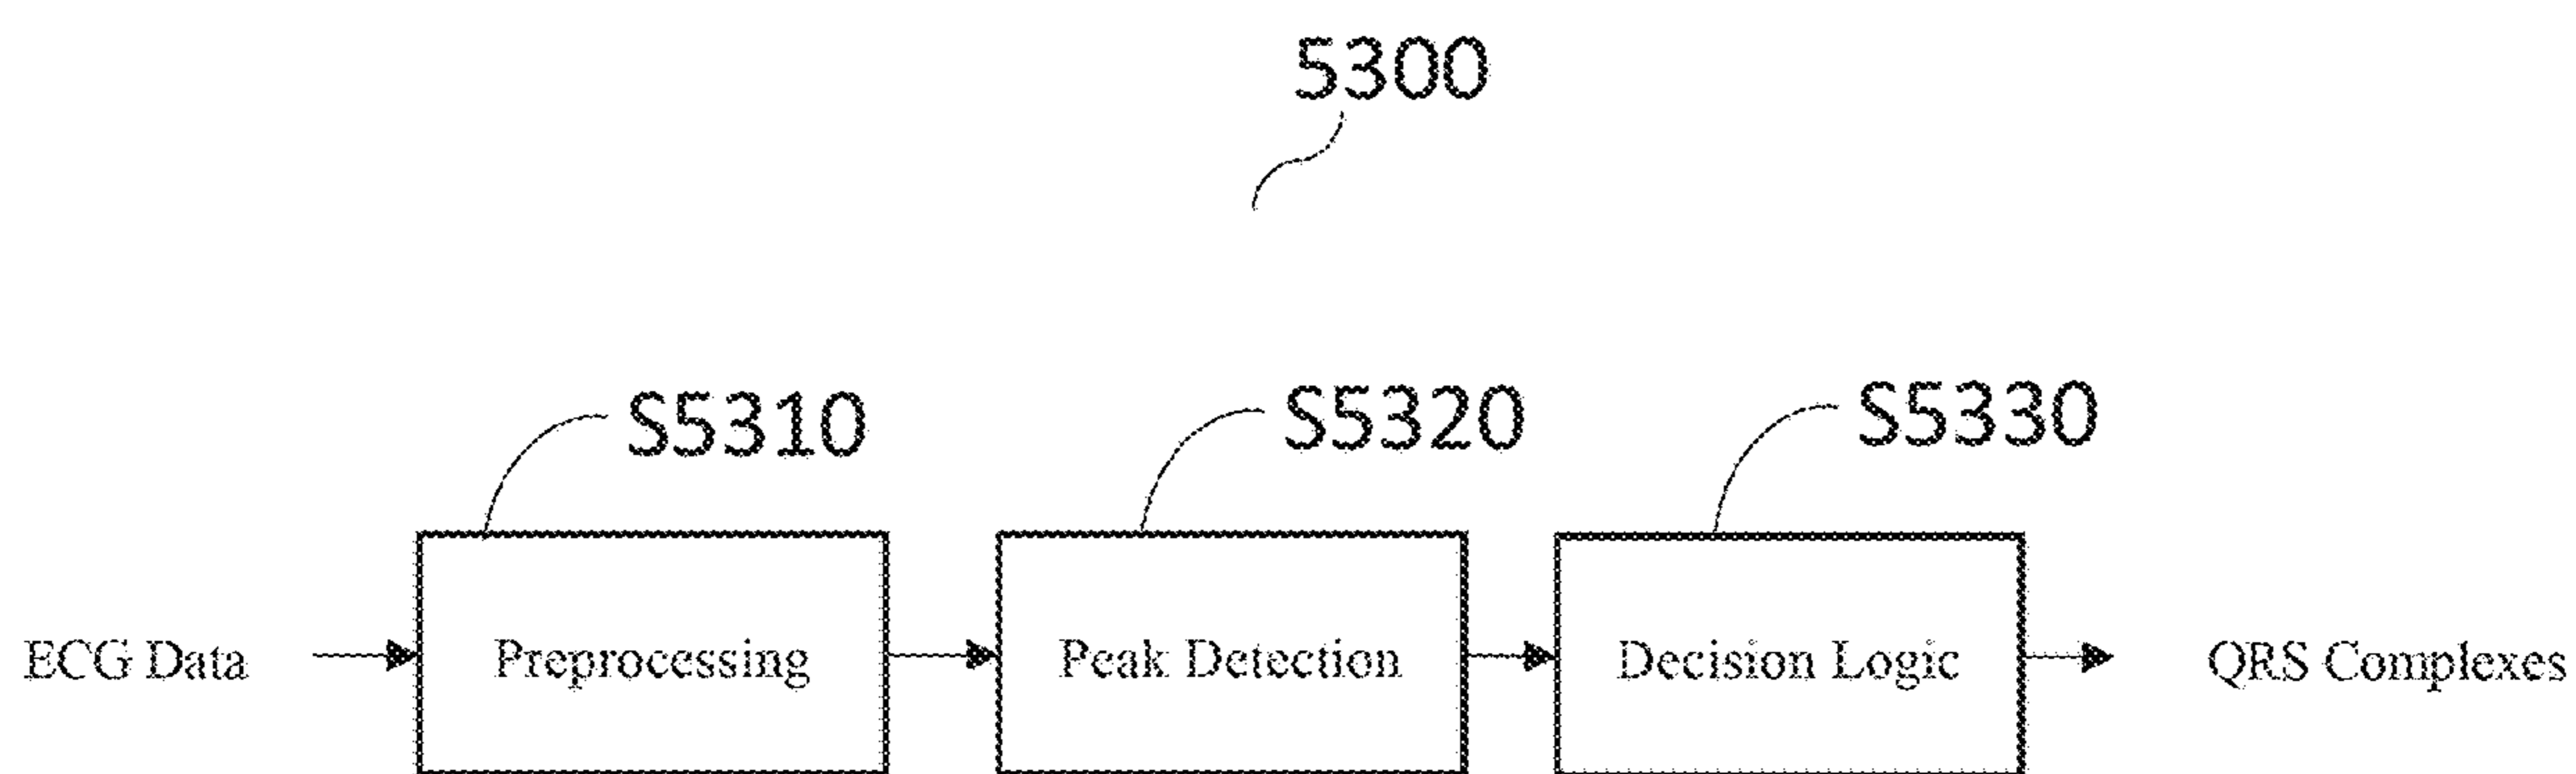 5300
S5310
S5320
S5330
ECG Data
Preprocessing
Peak Detection
Decision Logic
QRS Complexes